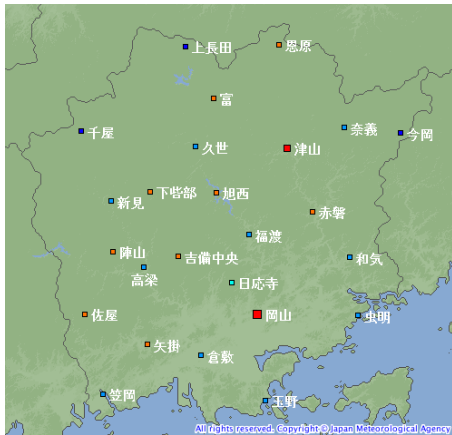 上長田
恩原
富
千屋
久世
津山
奈義
今岡
新見
下呰部
旭西
赤磐
福渡
陣山
高梁
吉備中央
日応寺
和気
佐屋
岡山
虫明
矢掛
倉敷
笠岡
玉野
All rights reserved. Copyright © Japan Meteorological Agency